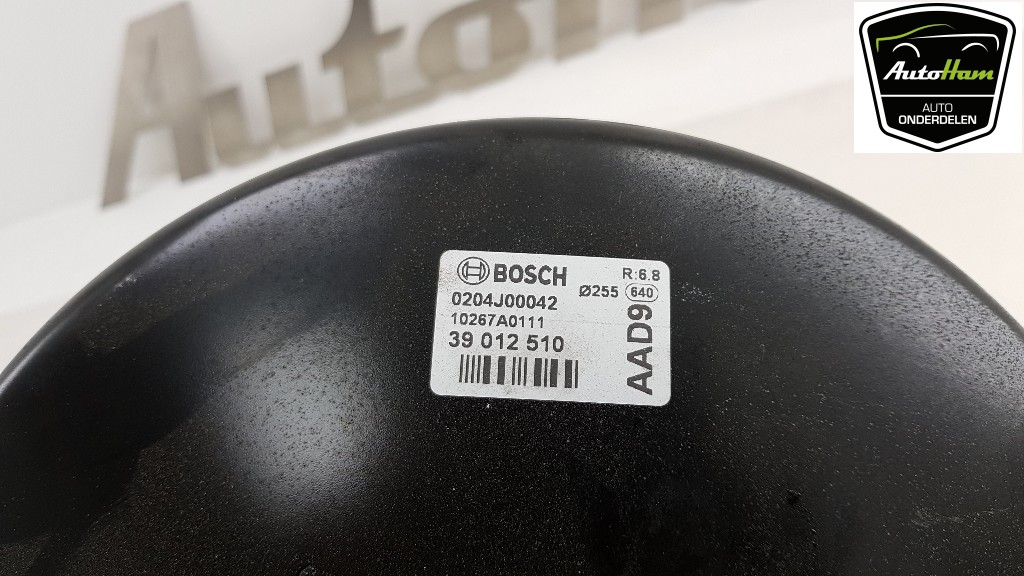 AutoHam
AUTO
ONDERDELEN
BOSCH
R:6.8
0204J00042
Ø255
640
10267A0111
39 012 510
AAD9